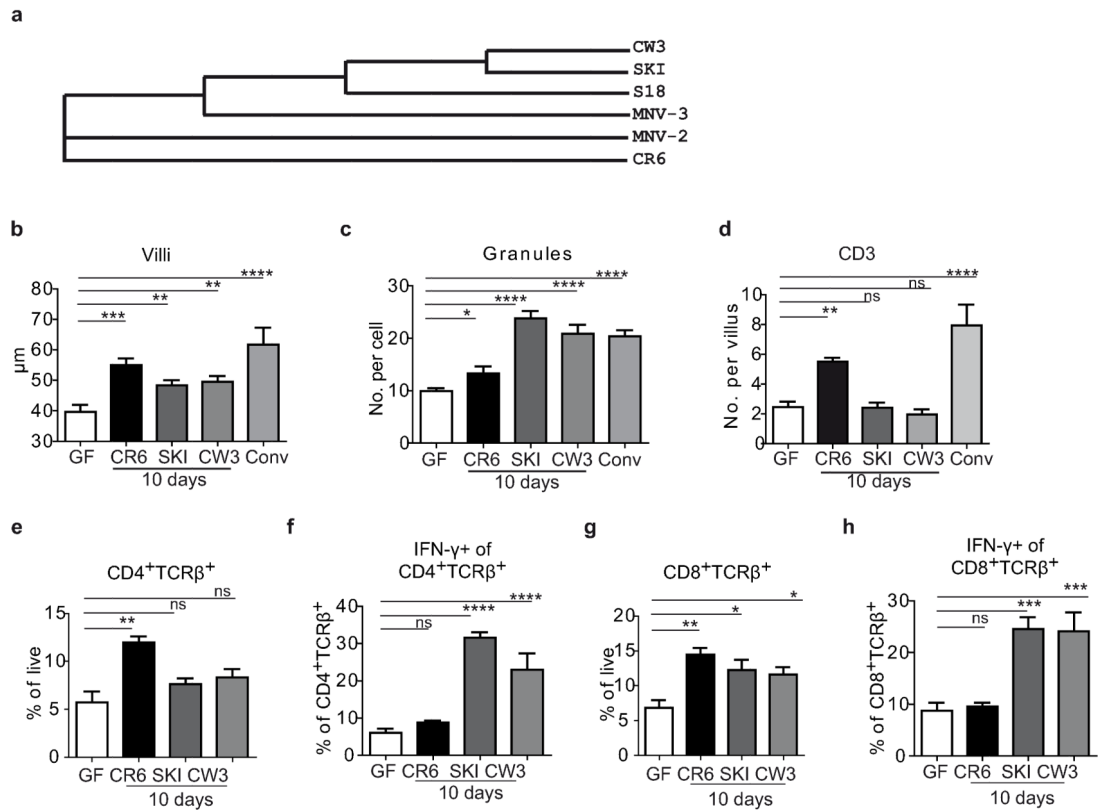 a
CW3
SKI
S18
MNV-3
MNV-2
CR6
b
Villi
****
**
**
***
80
70
60
50
40
30
µm
GF CR6 SKI CW3 Conv
10 days
c
Granules
****
****
****
*
30
20
10
0
No. per cell
GF CR6 SKI CW3 Conv
10 days
d
CD3
****
ns
ns
**
10
8
6
4
2
0
No. per villus
GF CR6 SKI CW3 Conv
10 days
e
CD4+TCRβ+
ns
ns
**
15
10
5
0
% of live
GF CR6 SKI CW3
10 days
f
IFN-γ+ of
CD4+TCRβ+
****
****
ns
40
30
20
10
0
% of CD4+TCRβ+
GF CR6 SKI CW3
10 days
g
CD8+TCRβ+
*
*
**
20
15
10
5
0
% of live
GF CR6 SKI CW3
10 days
h
IFN-γ+ of
CD8+TCRβ+
***
***
ns
30
20
10
0
% of CD8+TCRβ+
GF CR6 SKI CW3
10 days